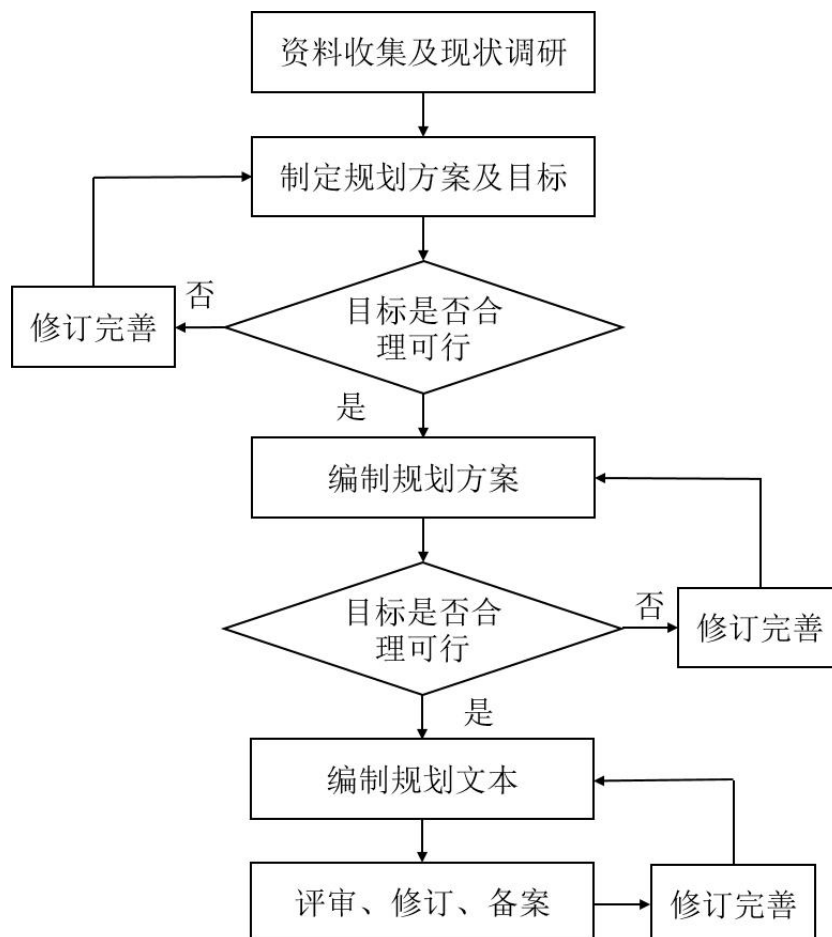 资料收集及现状调研
制定规划方案及目标
否
修订完善
目标是否合
理可行
是
编制规划方案
目标是否合
理可行
否
修订完善
是
编制规划文本
评审、修订、备案
修订完善